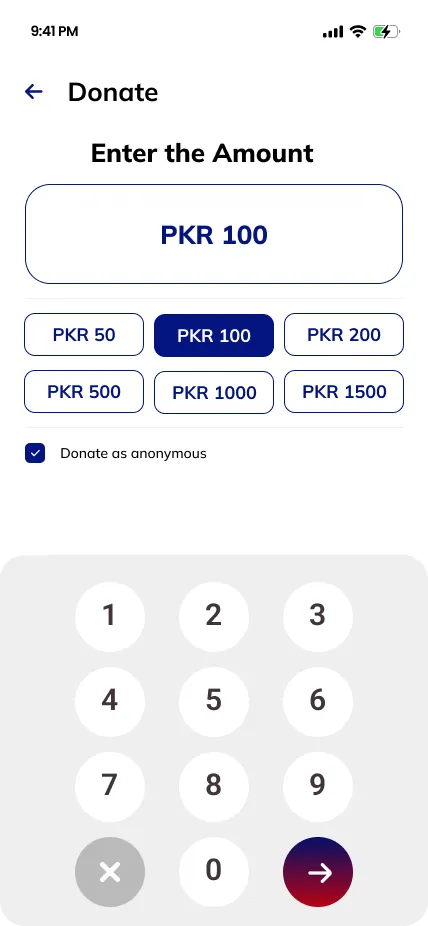 9:41 PM
Donate
Enter the Amount
PKR 100
PKR 50 PKR 100 PKR 200
PKR 500 PKR 1000 PKR 1500
Donate as anonymous
1 2 3
4 5 6
7 8 9
0